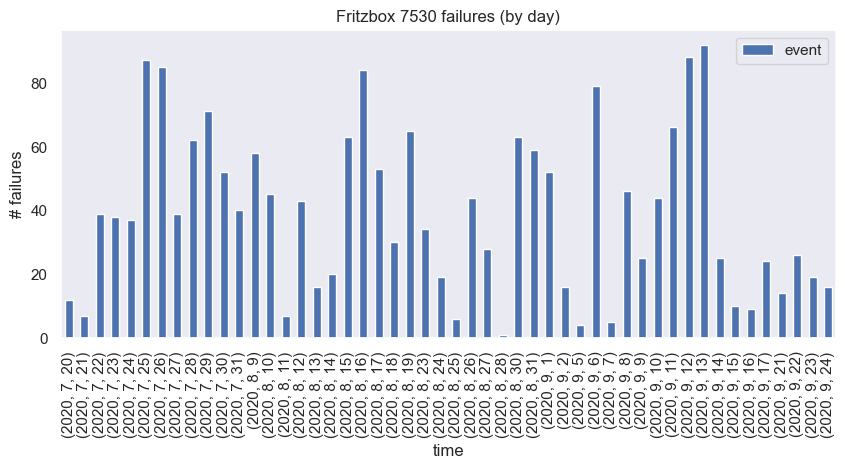 Fritzbox 7530 failures (by day)
event
# failures
80
60
40
20
0
(2020, 7, 20)
(2020, 7, 21)
(2020, 7, 22)
(2020, 7, 23)
(2020, 7, 24)
(2020, 7, 25)
(2020, 7, 26)
(2020, 7, 27)
(2020, 7, 28)
(2020, 7, 29)
(2020, 7, 30)
(2020, 7, 31)
(2020, 8, 9)
(2020, 8, 10)
(2020, 8, 11)
(2020, 8, 12)
(2020, 8, 13)
(2020, 8, 14)
(2020, 8, 15)
(2020, 8, 16)
(2020, 8, 17)
(2020, 8, 18)
(2020, 8, 19)
(2020, 8, 23)
(2020, 8, 24)
(2020, 8, 25)
(2020, 8, 26)
(2020, 8, 27)
(2020, 8, 28)
(2020, 8, 30)
(2020, 8, 31)
(2020, 9, 1)
(2020, 9, 2)
(2020, 9, 5)
(2020, 9, 6)
(2020, 9, 7)
(2020, 9, 8)
(2020, 9, 9)
(2020, 9, 10)
(2020, 9, 11)
(2020, 9, 12)
(2020, 9, 13)
(2020, 9, 14)
(2020, 9, 15)
(2020, 9, 16)
(2020, 9, 17)
(2020, 9, 21)
(2020, 9, 22)
(2020, 9, 23)
(2020, 9, 24)
time